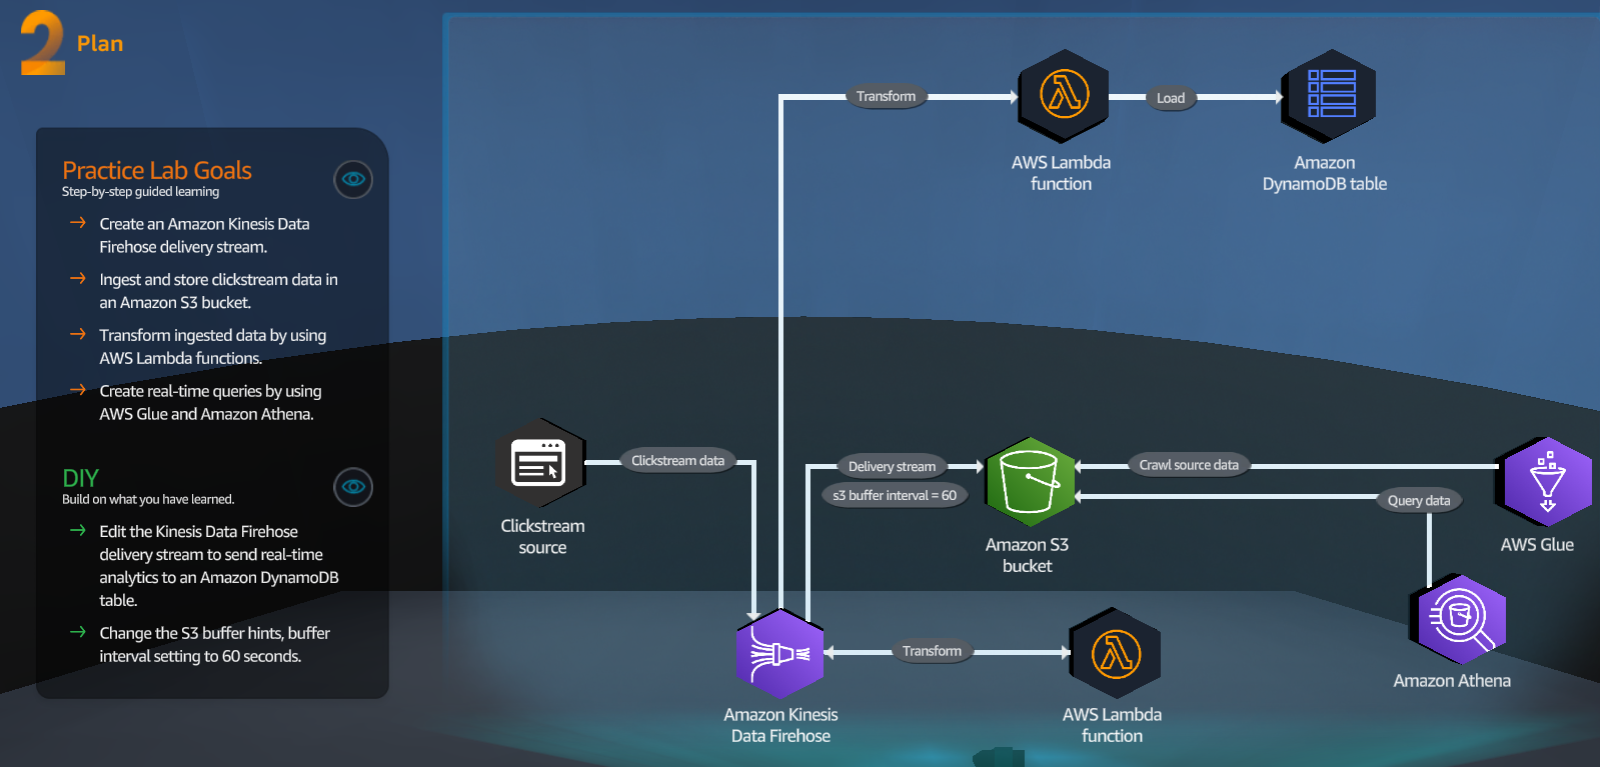 2 Plan
Practice Lab Goals
Step-by-step guided learning
Create an Amazon Kinesis Data
Firehose delivery stream.
Ingest and store clickstream data in
an Amazon S3 bucket.
Transform ingested data by using
AWS Lambda functions.
Create real-time queries by using
AWS Glue and Amazon Athena.
DIY
Build on what you have learned.
Edit the Kinesis Data Firehose
delivery stream to send real-time
analytics to an Amazon DynamoDB
table.
Change the S3 buffer hints, buffer
interval setting to 60 seconds.
Transform
Load
AWS Lambda
function
Amazon
DynamoDB table
Clickstream data
Clickstream
source
Delivery stream
s3 buffer interval = 60
Amazon S3
bucket
Crawl source data
Query data
AWS Glue
Amazon Athena
Transform
Amazon Kinesis
Data Firehose
AWS Lambda
function